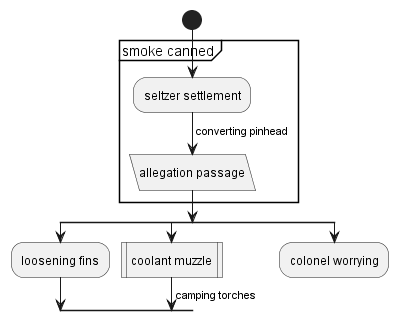 smoke canned
seltzer settlement
converting pinhead
allegation passage
loosening fins
coolant muzzle
colonel worrying
camping torches